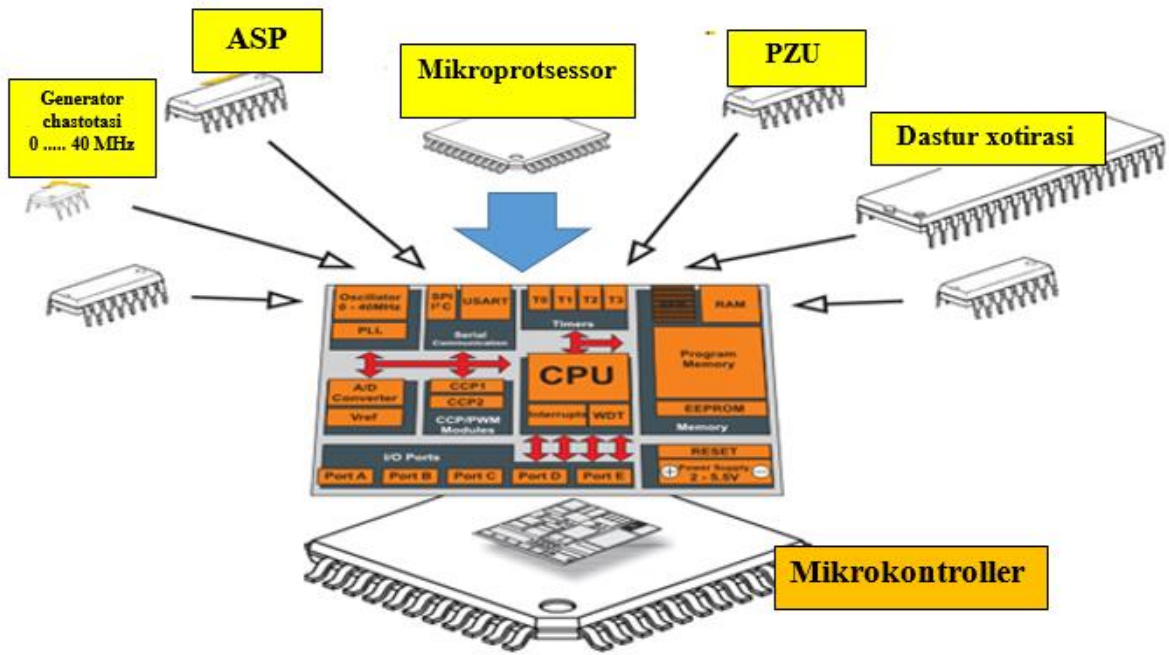 ASP
Mikroprotsessor
PZU
Generator
chastotasi
0 ..... 40 MHz
Dastur xotirasi
Oscillator
0 - 40MHz
PLL
SPI
I²C
USART
Serial
Communication
T0 T1 T2 T3
Timers
RAM
Program
Memory
EEPROM
Memory
A/D
Converter
Vref
CCP1
CCP2
CCP/PWM
Modules
CPU
Interrupts
WDT
I/O Ports
Port A Port B Port C Port D Port E
RESET
+ Power Supply −
2 - 5.5V
Mikrokontroller